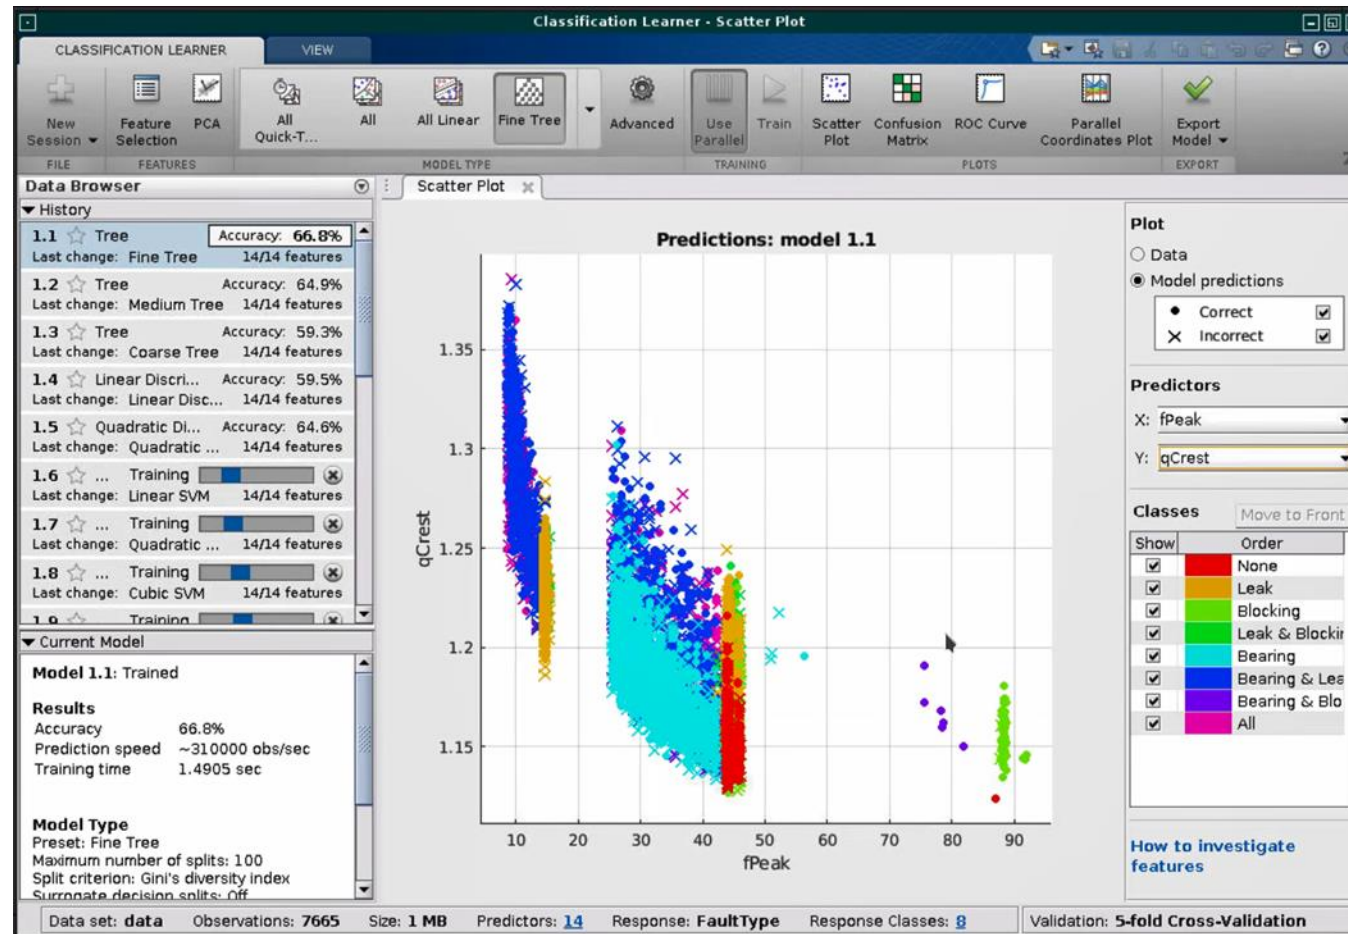 Classification Learner - Scatter Plot
CLASSIFICATION LEARNER
VIEW
New Session
Feature Selection
PCA
All Quick-T...
All
All Linear
Fine Tree
Advanced
Use Parallel
Train
Scatter Plot
Confusion Matrix
ROC Curve
Parallel Coordinates Plot
Export Model
FILE
FEATURES
MODEL TYPE
TRAINING
PLOTS
EXPORT
Data Browser
History
1.1 Tree Accuracy: 66.8%
Last change: Fine Tree 14/14 features
1.2 Tree Accuracy: 64.9%
Last change: Medium Tree 14/14 features
1.3 Tree Accuracy: 59.3%
Last change: Coarse Tree 14/14 features
1.4 Linear Discri... Accuracy: 59.5%
Last change: Linear Disc... 14/14 features
1.5 Quadratic Di... Accuracy: 64.6%
Last change: Quadratic ... 14/14 features
1.6 ... Training
Last change: Linear SVM 14/14 features
1.7 ... Training
Last change: Quadratic ... 14/14 features
1.8 ... Training
Last change: Cubic SVM 14/14 features
1.9 ... Training
Current Model
Model 1.1: Trained
Results
Accuracy 66.8%
Prediction speed ~310000 obs/sec
Training time 1.4905 sec
Model Type
Preset: Fine Tree
Maximum number of splits: 100
Split criterion: Gini's diversity index
Surrogate decision splits: Off
Scatter Plot
Predictions: model 1.1
1.35
1.3
1.25
1.2
1.15
qCrest
10 20 30 40 50 60 70 80 90
fPeak
Plot
Data
Model predictions
Correct
Incorrect
Predictors
X: fPeak
Y: qCrest
Classes
Move to Front
Show Order
None
Leak
Blocking
Leak & Blockir
Bearing
Bearing & Lea
Bearing & Blo
All
How to investigate
features
Data set: data Observations: 7665 Size: 1 MB Predictors: 14 Response: FaultType Response Classes: 8 Validation: 5-fold Cross-Validation